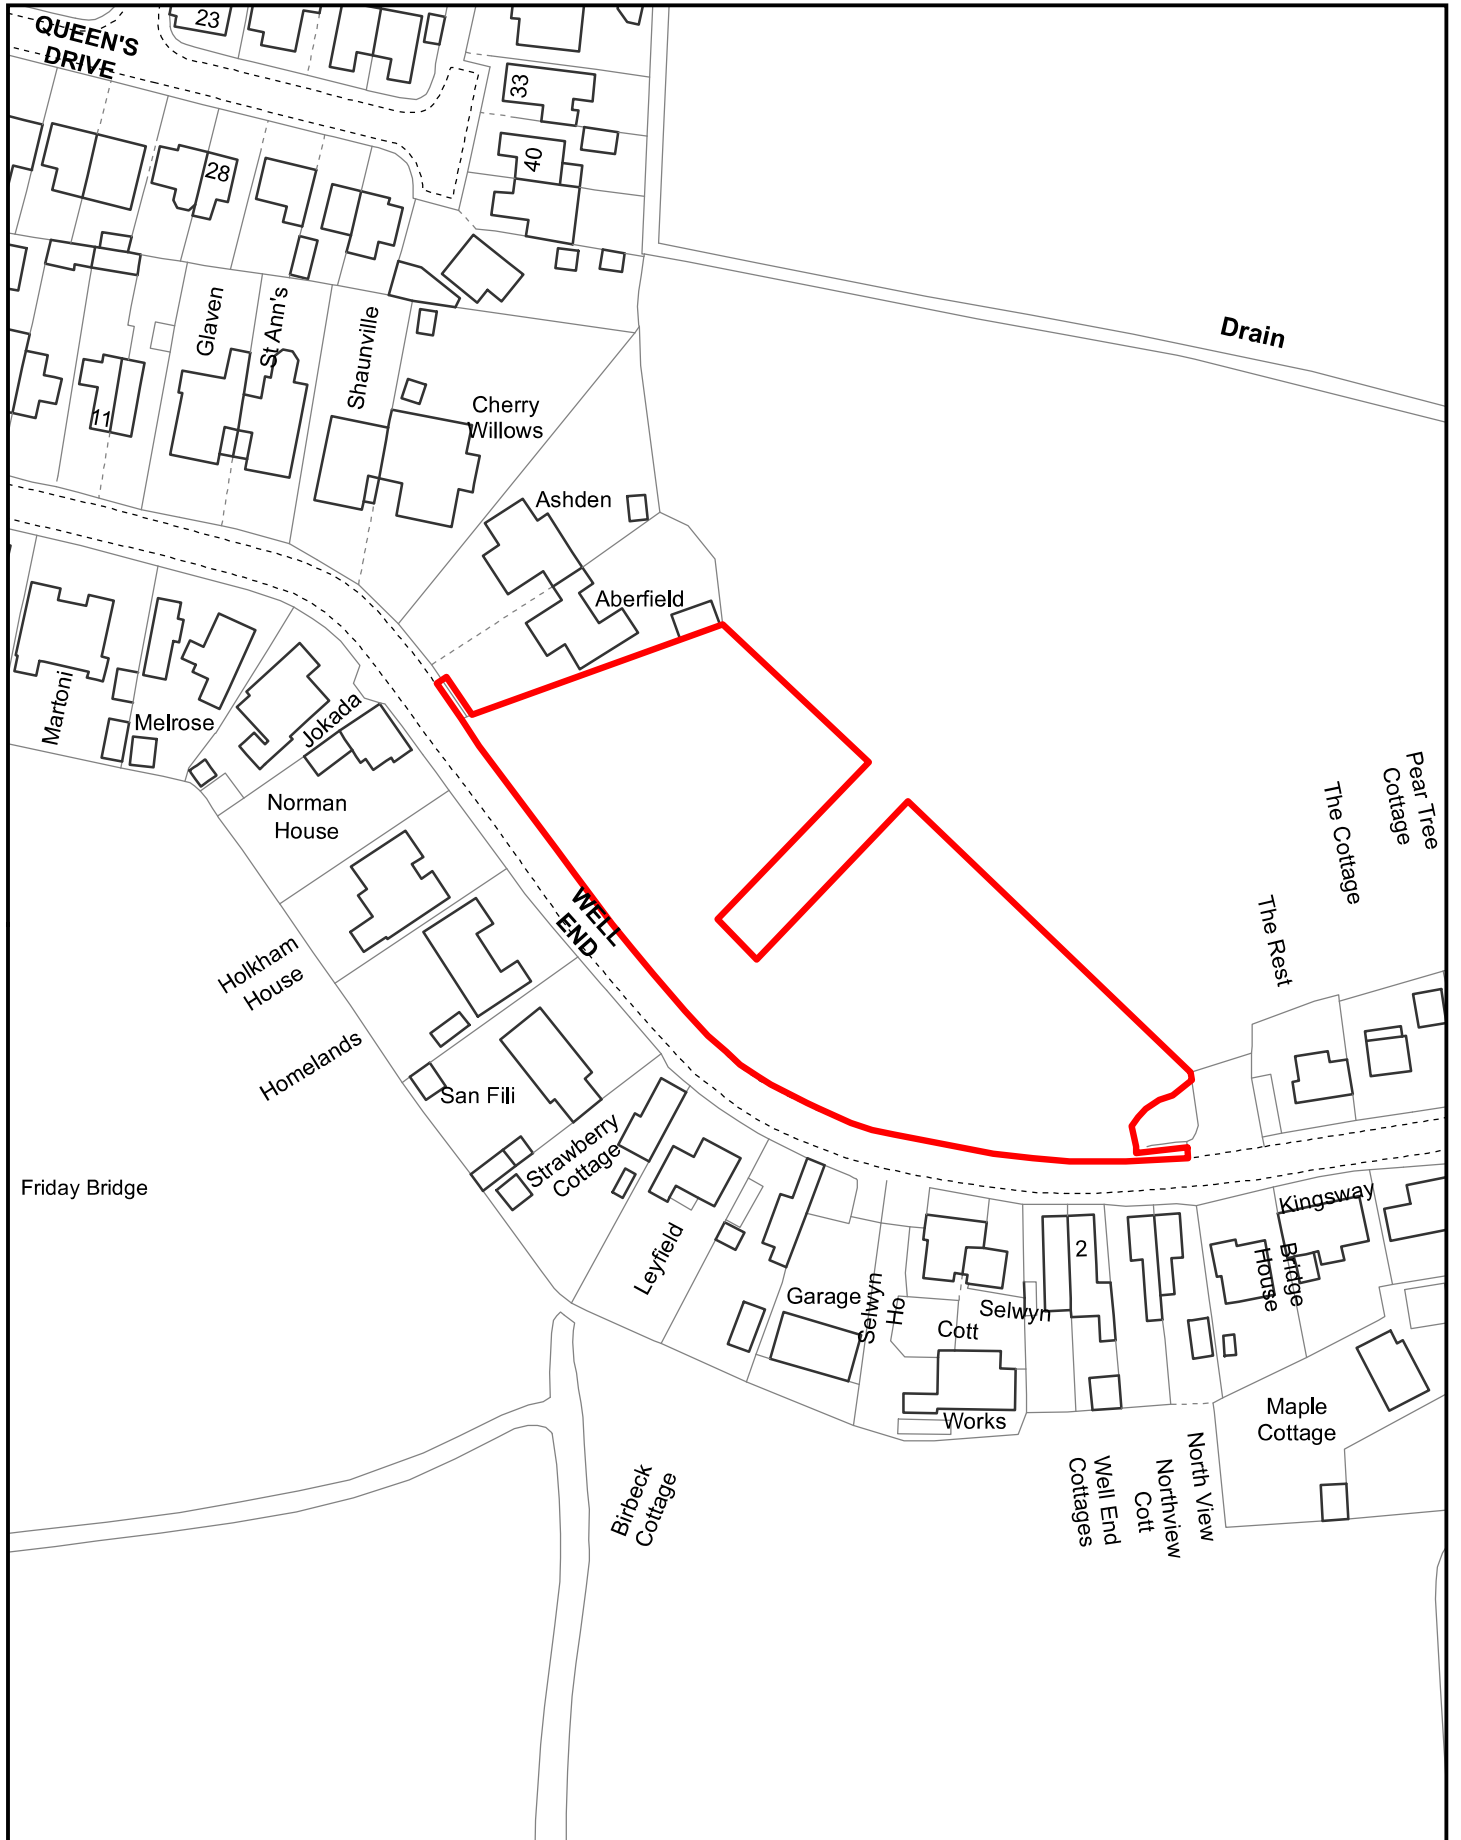 QUEEN'S
DRIVE
23
33
40
28
Glaven
St Ann's
Shaunville
11
Cherry
Willows
Drain
Ashden
Aberfield
Martoni
Melrose
Jokada
Norman
House
WELL
END
Holkham
House
Homelands
San Fili
Strawberry
Cottage
Leyfield
Friday Bridge
Pear Tree
Cottage
The Cottage
The Rest
Kingsway
Bridge
House
2
Garage
Selwyn
Ho
Selwyn
Cott
Works
Maple
Cottage
North View
Northview
Cott
Well End
Cottages
Birbeck
Cottage